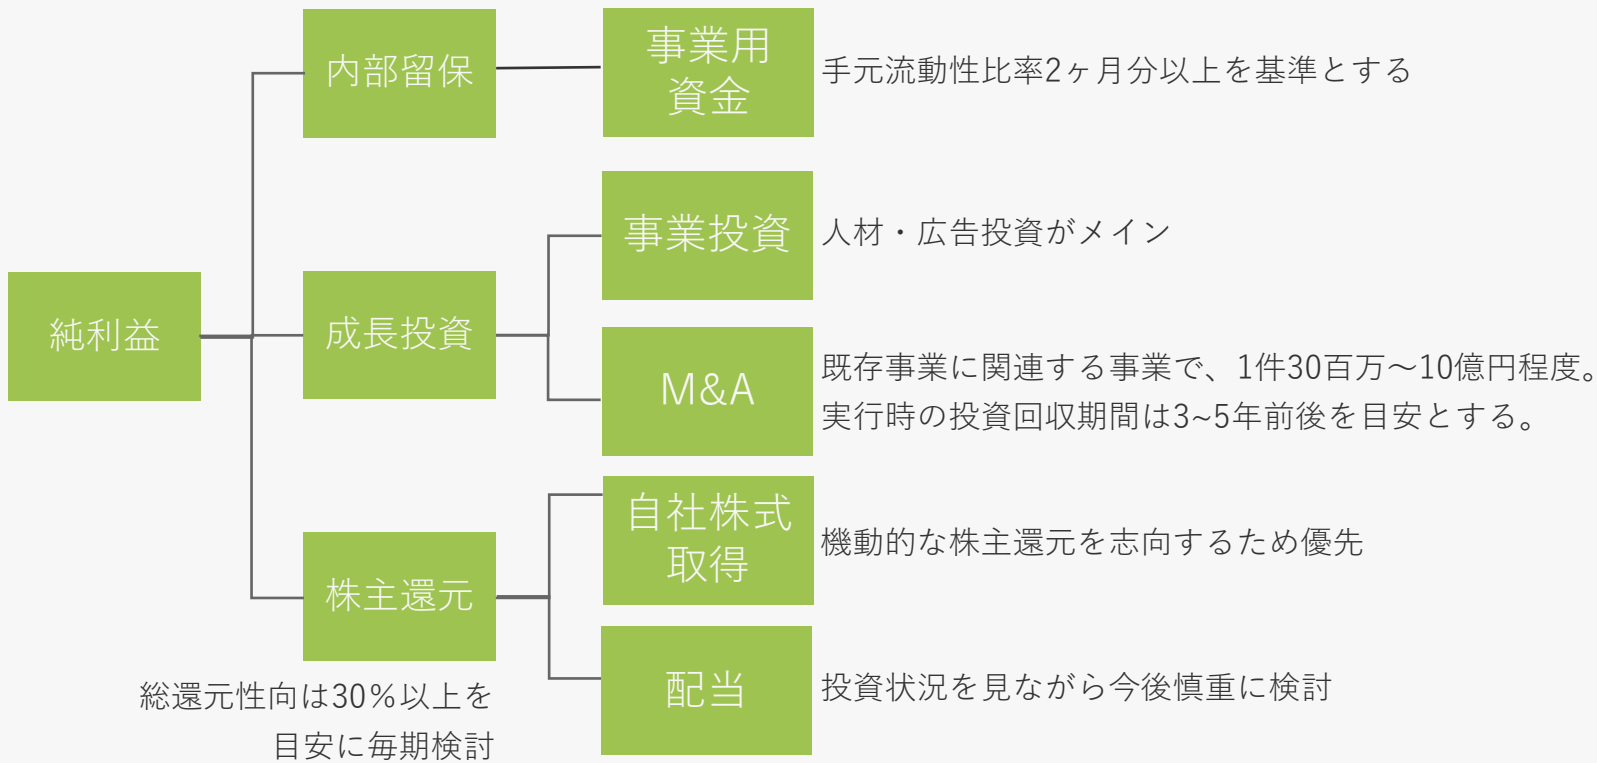 純利益
内部留保
事業用
資金
手元流動性比率2ヶ月分以上を基準とする
成長投資
事業投資
人材・広告投資がメイン
M&A
既存事業に関連する事業で、1件30百万～10億円程度。
実行時の投資回収期間は3~5年前後を目安とする。
株主還元
総還元性向は30％以上を
目安に毎期検討
自社株式
取得
機動的な株主還元を志向するため優先
配当
投資状況を見ながら今後慎重に検討